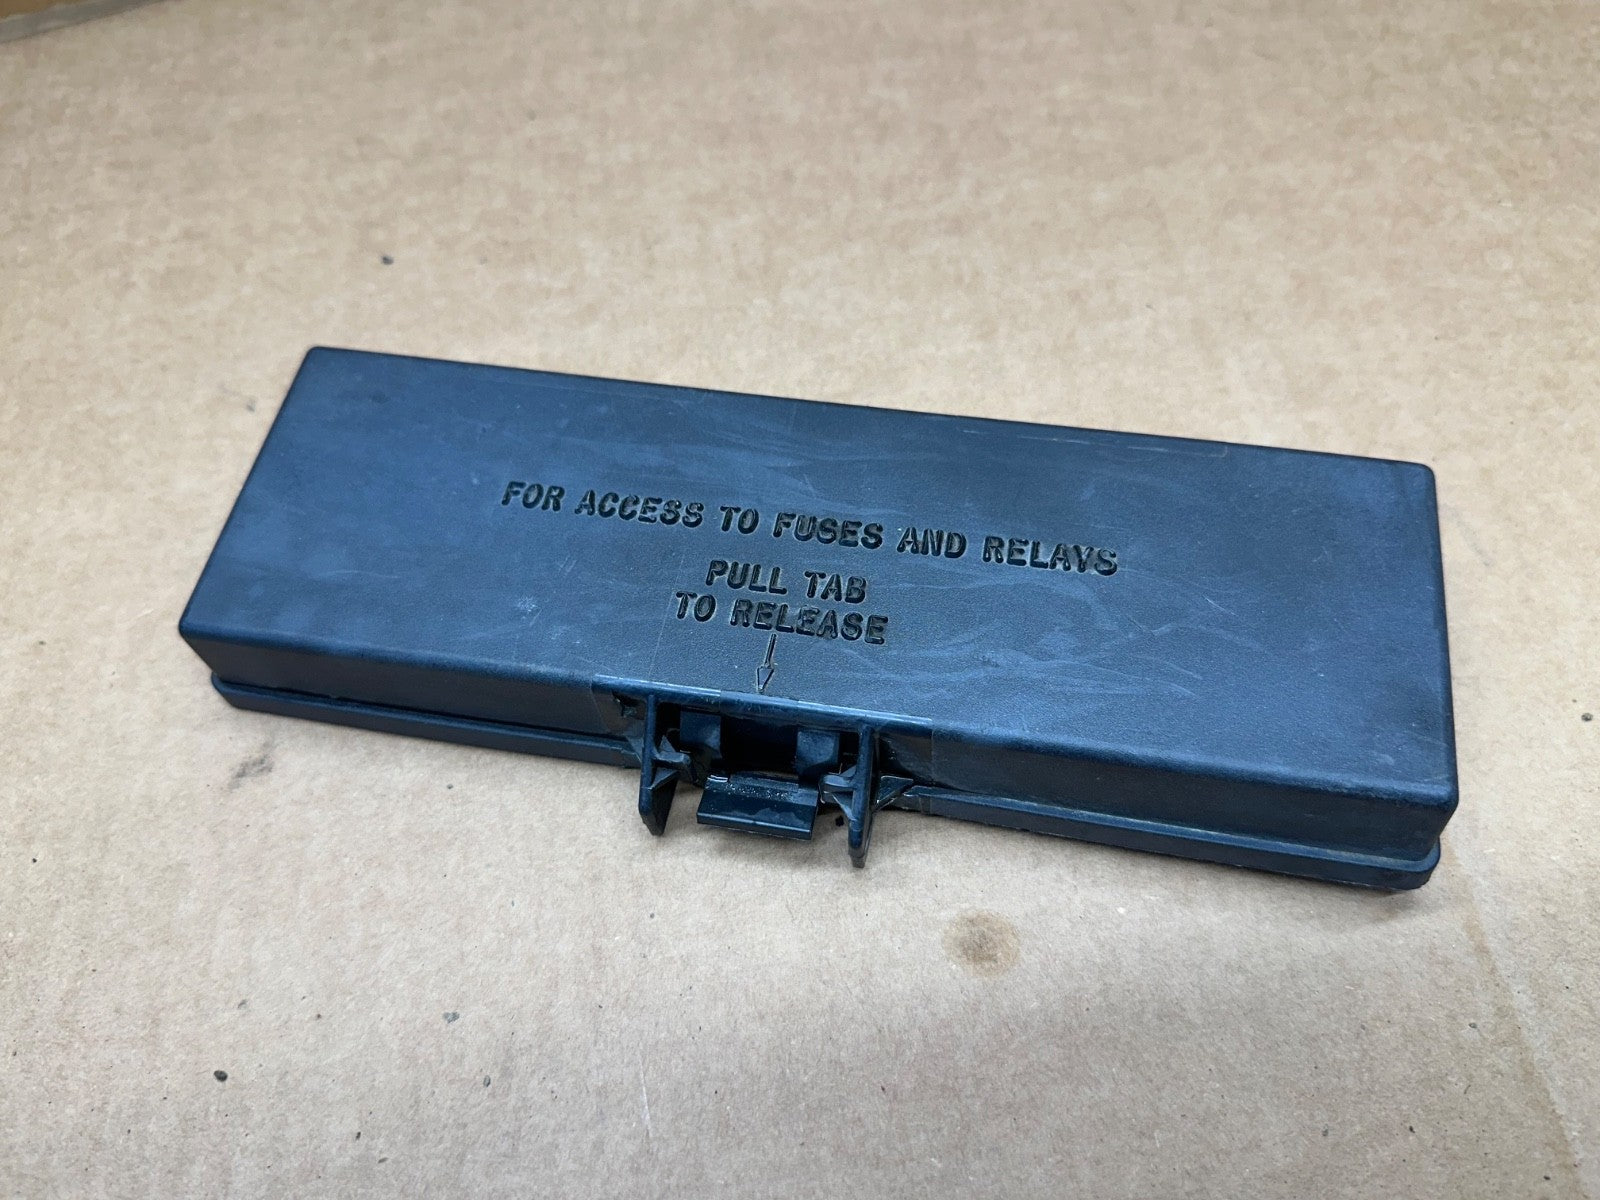 FOR ACCESS TO FUSES AND RELAYS
PULL TAB
TO RELEASE